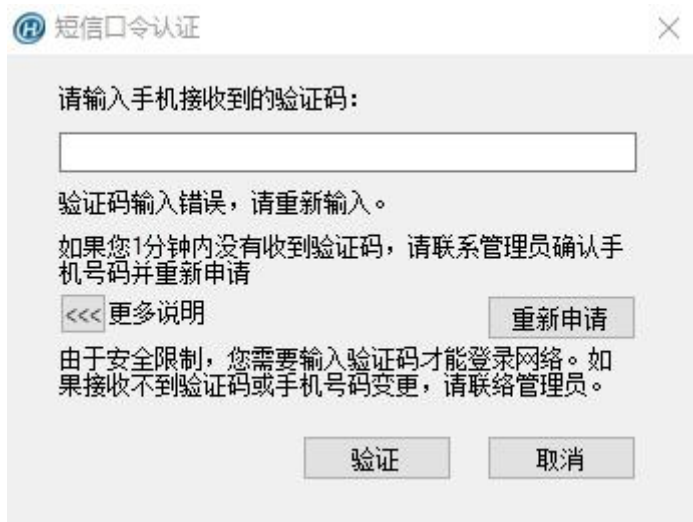 短信口令认证
请输入手机接收到的验证码：
验证码输入错误，请重新输入。
如果您1分钟内没有收到验证码，请联系管理员确认手
机号码并重新申请
<<< 更多说明
重新申请
由于安全限制，您需要输入验证码才能登录网络。如
果接收不到验证码或手机号码变更，请联络管理员。
验证
取消